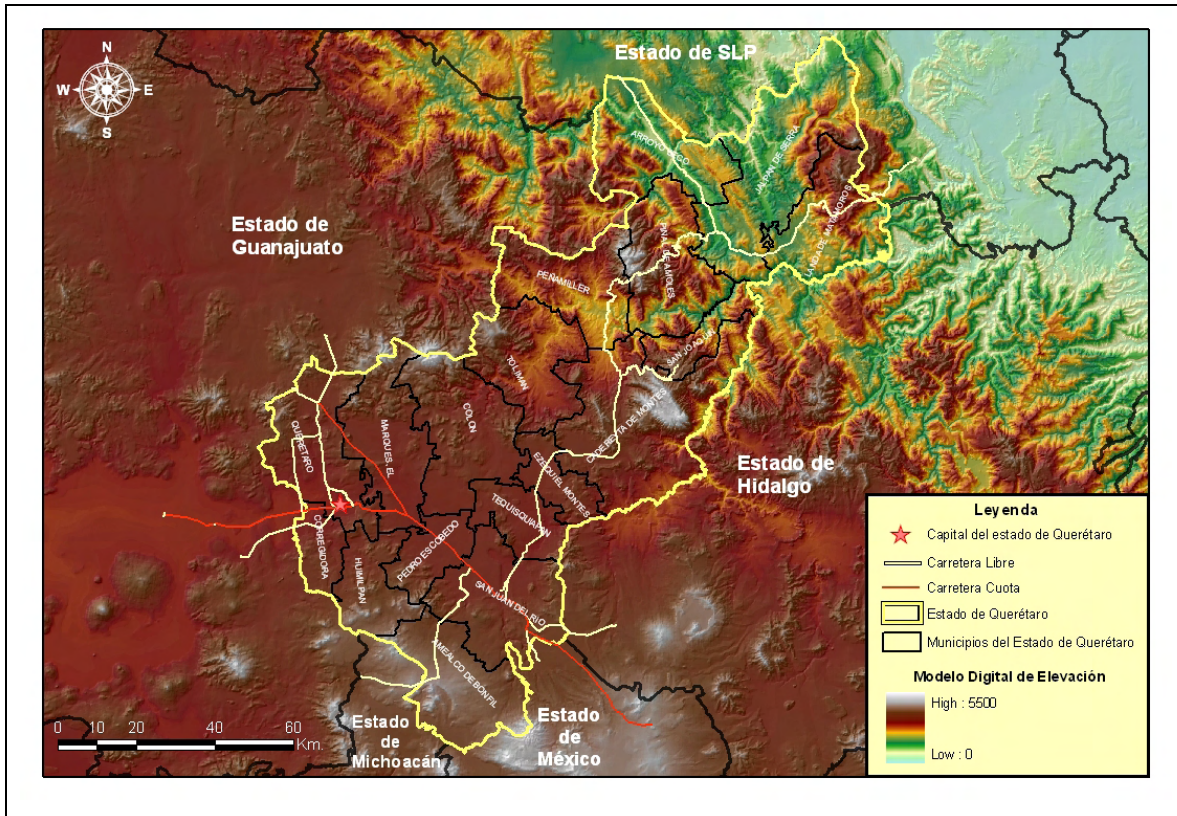 N
W
E
S
Estado de SLP
ARROYO SECO
JALPAN DE SERRA
LANDA DE MATAMOROS
Estado de
Guanajuato
PINAL DE AMOLES
PEÑAMILLER
SAN JOAQUIN
TOLIMAN
COLON
CADEREYTA DE MONTES
QUERETARO
MARQUES, EL
EZEQUIEL MONTES
Estado de
Hidalgo
TEQUISQUIAPAN
CORREGIDORA
HUIMILPAN
PEDRO ESCOBEDO
SAN JUAN DEL RIO
AMEALCO DE BONFIL
Estado
de
Michoacán
Estado
de
México
0 10 20 40 60
Km.
Leyenda
Capital del estado de Querétaro
Carretera Libre
Carretera Cuota
Estado de Querétaro
Municipios del Estado de Querétaro
Modelo Digital de Elevación
High : 5500
Low : 0